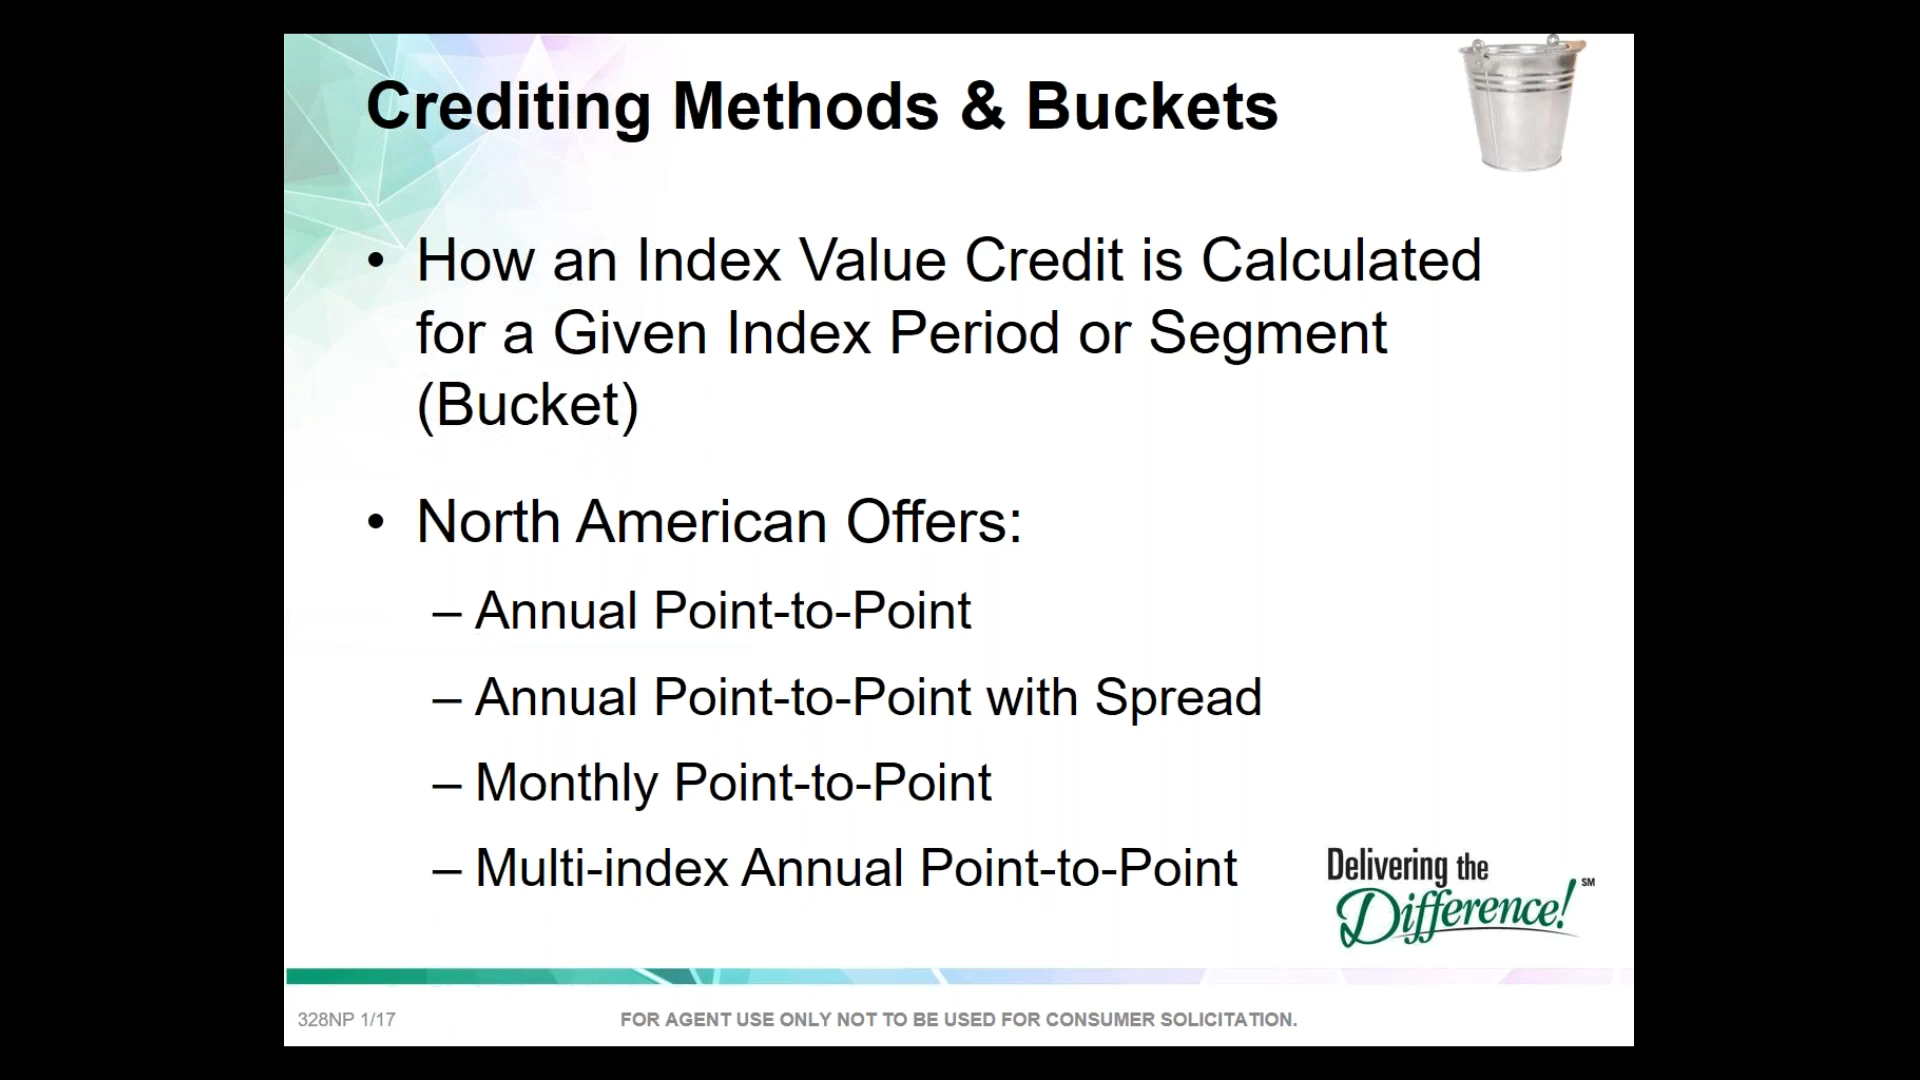 Crediting Methods & Buckets
• How an Index Value Credit is Calculated
for a Given Index Period or Segment
(Bucket)
• North American Offers:
– Annual Point-to-Point
– Annual Point-to-Point with Spread
– Monthly Point-to-Point
– Multi-index Annual Point-to-Point
Delivering the
Difference! SM
328NP 1/17
FOR AGENT USE ONLY NOT TO BE USED FOR CONSUMER SOLICITATION.